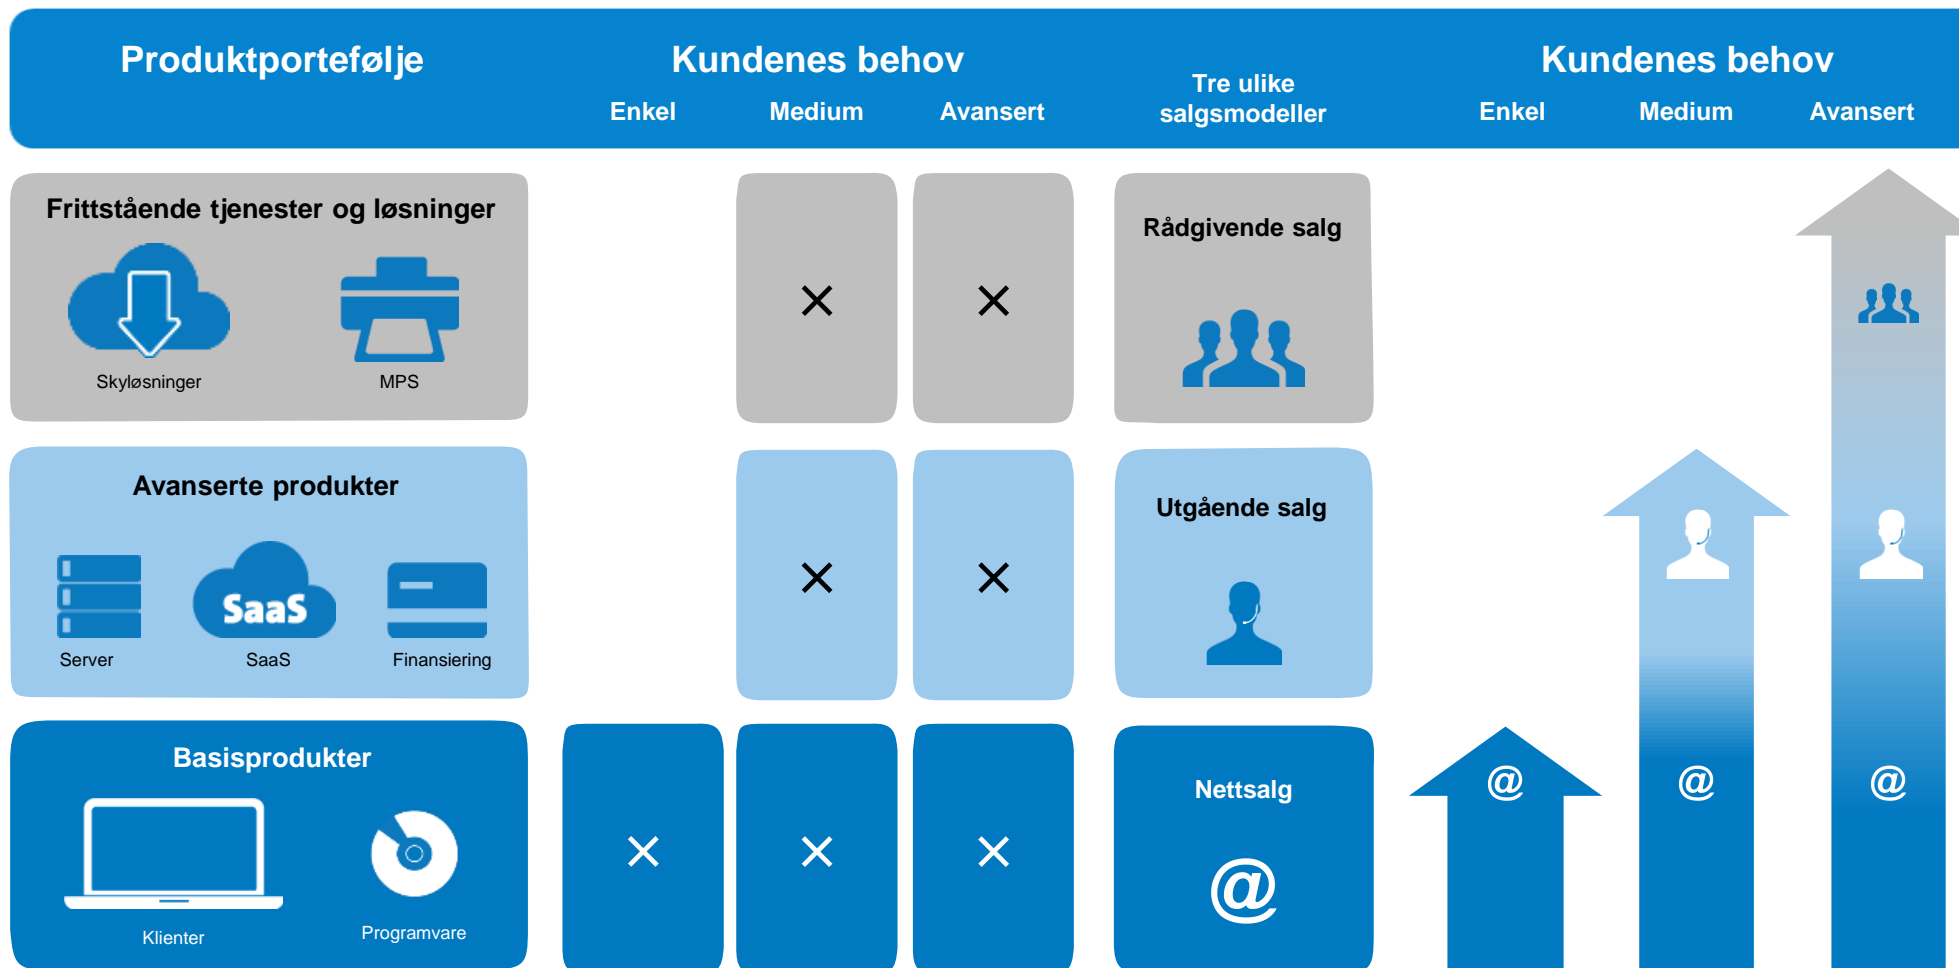 Produktportefølje
Kundenes behov
Enkel Medium Avansert
Tre ulike
salgsmodeller
Kundenes behov
Enkel Medium Avansert
Frittstående tjenester og løsninger
Skyløsninger
MPS
Rådgivende salg
Avanserte produkter
Server
SaaS
SaaS
Finansiering
Utgående salg
Basisprodukter
Klienter
Programvare
Nettsalg
@
@
@
@